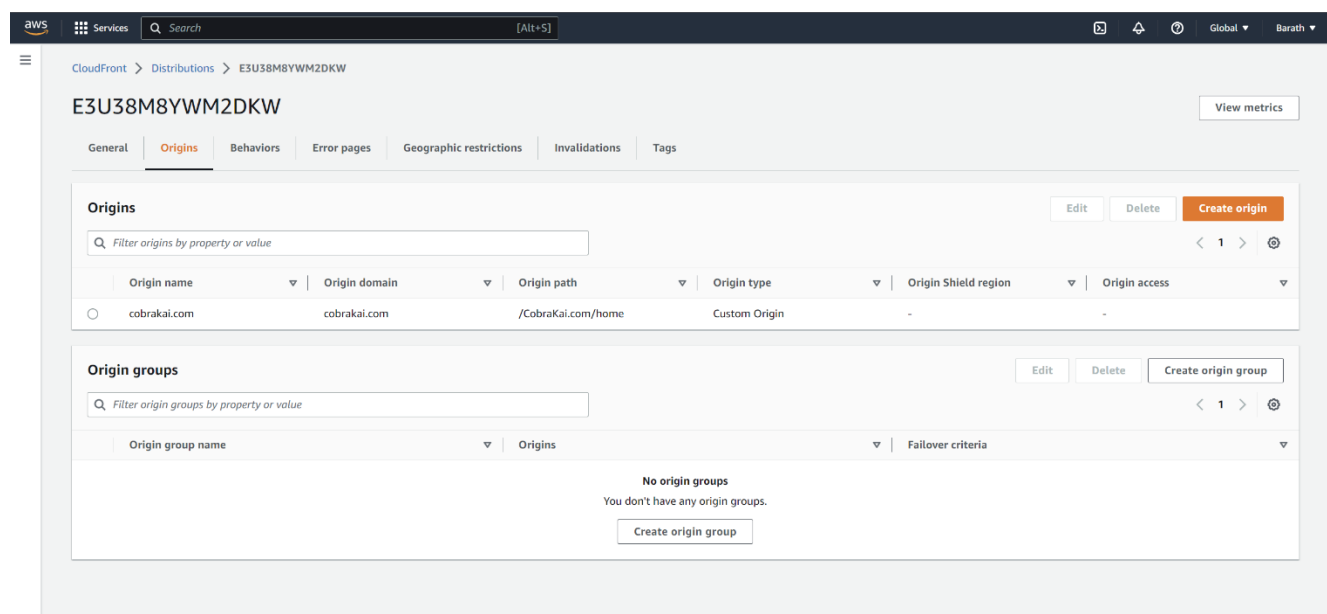 aws Services Search [Alt+S] Global Barath
CloudFront > Distributions > E3U38M8YWM2DKW
E3U38M8YWM2DKW View metrics
General Origins Behaviors Error pages Geographic restrictions Invalidations Tags
Origins Edit Delete Create origin
Filter origins by property or value < 1 >
Origin name Origin domain Origin path Origin type Origin Shield region Origin access
cobrakai.com cobrakai.com /CobraKai.com/home Custom Origin - -
Origin groups Edit Delete Create origin group
Filter origin groups by property or value < 1 >
Origin group name Origins Failover criteria
No origin groups
You don't have any origin groups.
Create origin group